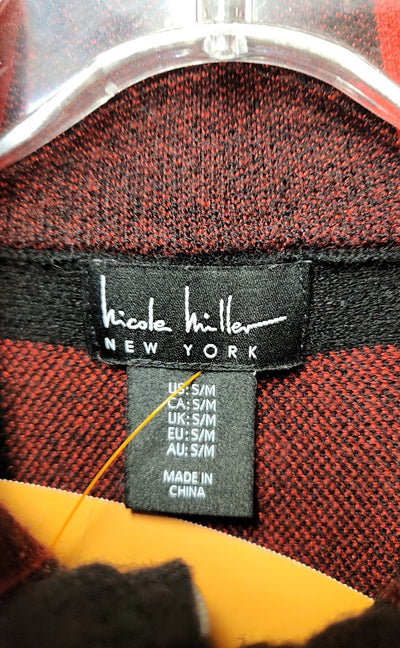 Nicole Miller
NEW YORK
US: S/M
CA: S/M
UK: S/M
EU: S/M
AU: S/M
MADE IN
CHINA